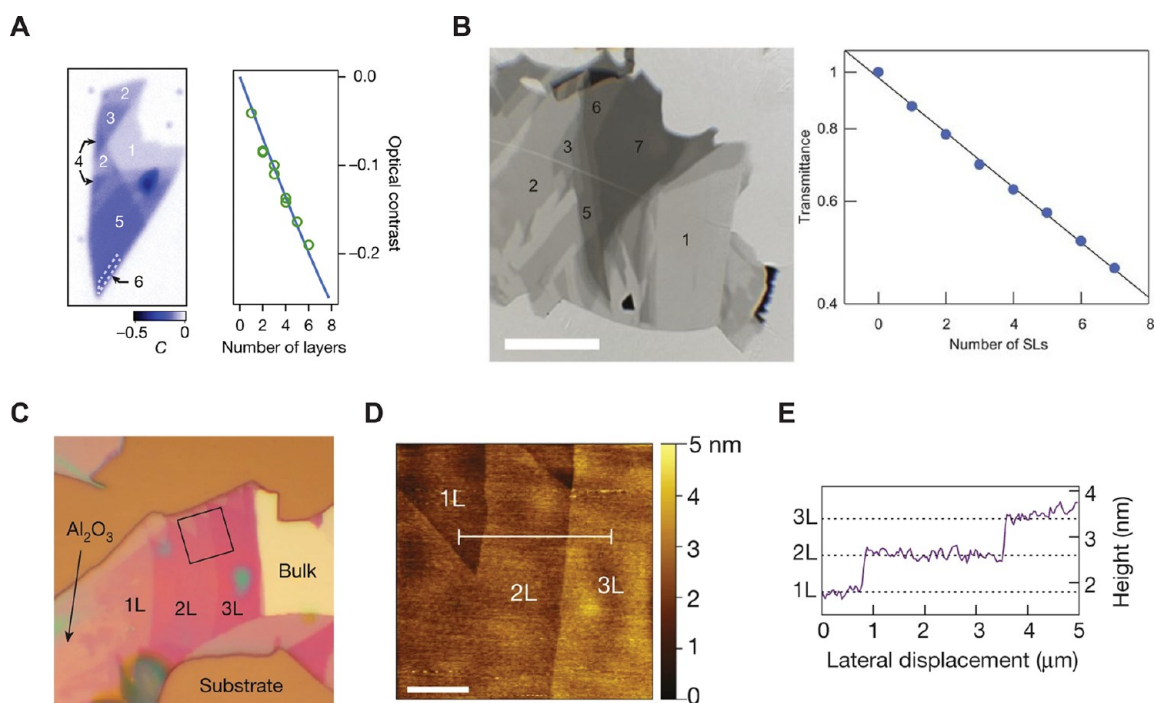 A
2
3
4
2
1
5
6
−0.5
0
C
0.0
−0.1
−0.2
Optical contrast
0 2 4 6 8
Number of layers
B
6
3
7
2
5
1
1
0.8
0.6
0.4
Transmittance
0 2 4 6 8
Number of SLs
C
Al₂O₃
1L 2L 3L
Bulk
Substrate
D
1L
2L
3L
5 nm
4
3
2
1
0
E
3L
2L
1L
4
3
2
Height (nm)
0 1 2 3 4 5
Lateral displacement (μm)